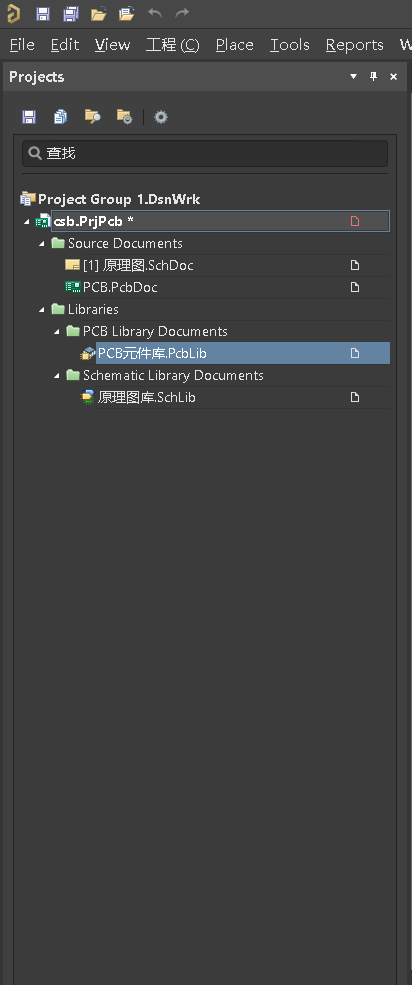 File Edit View 工程 (C) Place Tools Reports W
Projects
查找
Project Group 1.DsnWrk
csb.PrjPcb *
Source Documents
[1] 原理图.SchDoc
PCB.PcbDoc
Libraries
PCB Library Documents
PCB元件库.PcbLib
Schematic Library Documents
原理图库.SchLib